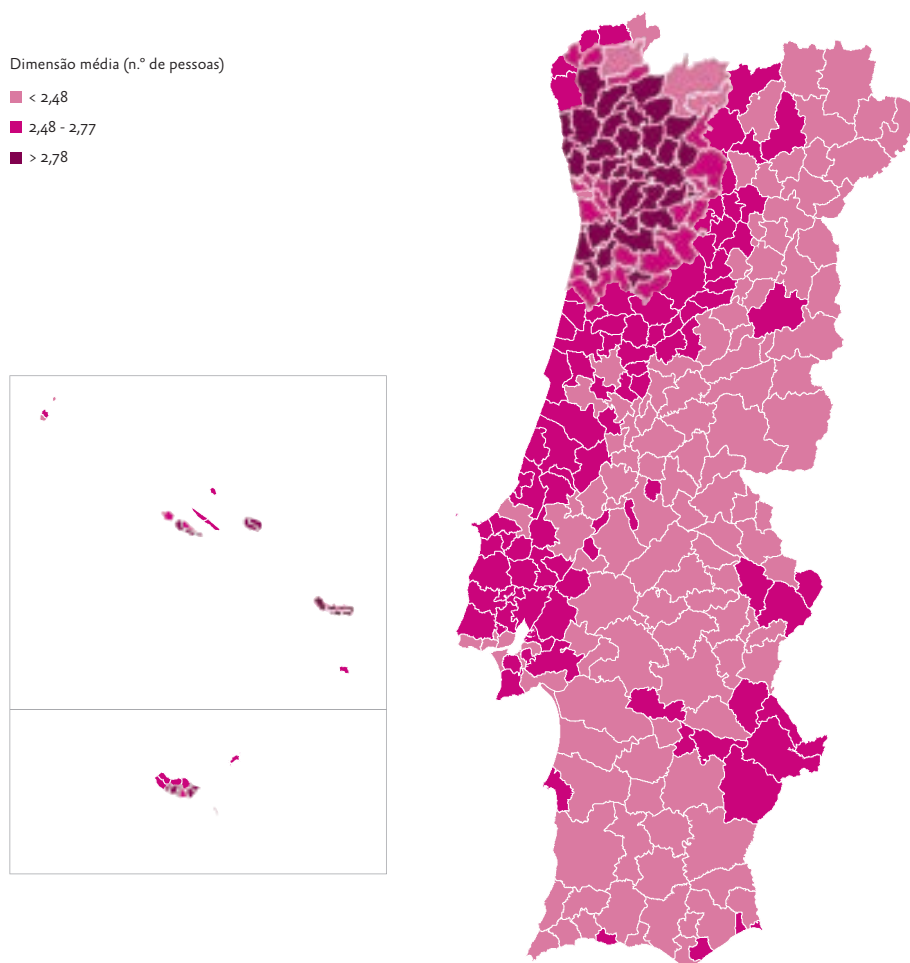 Dimensão média (n.º de pessoas)
< 2,48
2,48 - 2,77
> 2,78